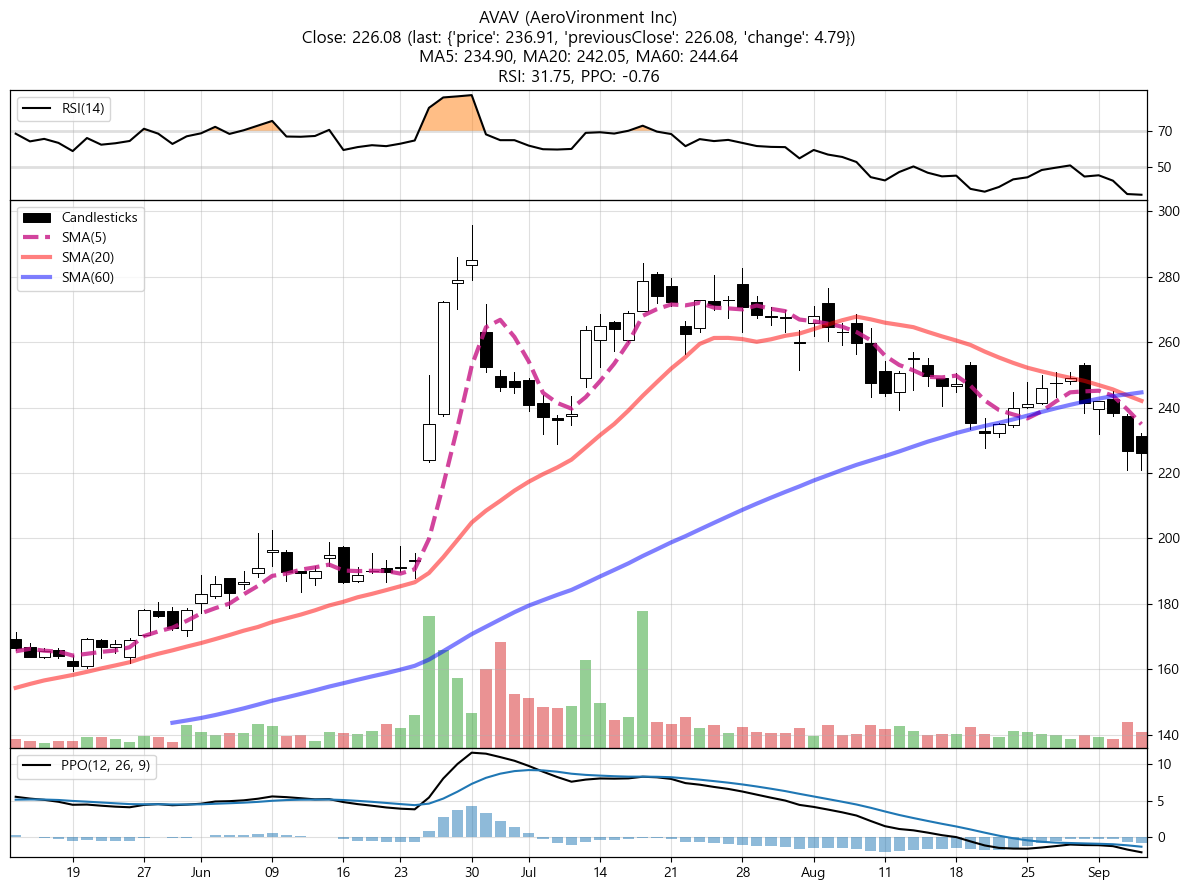 AVAV (AeroVironment Inc)
Close: 226.08 (last: {'price': 236.91, 'previousClose': 226.08, 'change': 4.79})
MA5: 234.90, MA20: 242.05, MA60: 244.64
RSI: 31.75, PPO: -0.76
RSI(14)
70
50
Candlesticks
SMA(5)
SMA(20)
SMA(60)
300
280
260
240
220
200
180
160
140
PPO(12, 26, 9)
10
5
0
19 27 Jun 09 16 23 30 Jul 14 21 28 Aug 11 18 25 Sep